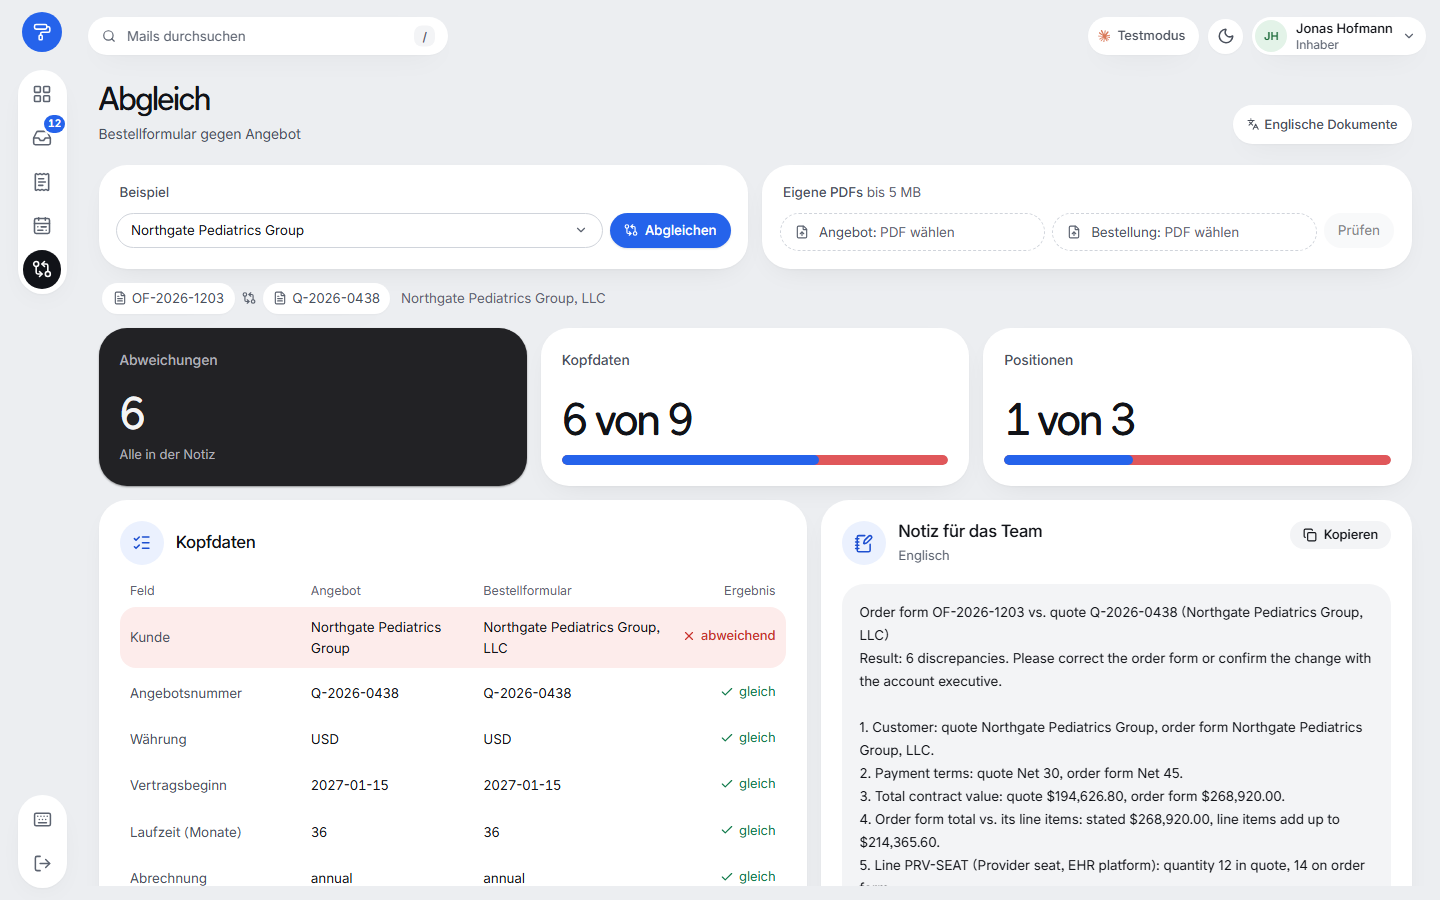 Mails durchsuchen
/
Testmodus
JH
Jonas Hofmann
Inhaber
12
Abgleich
Bestellformular gegen Angebot
Englische Dokumente
Beispiel
Northgate Pediatrics Group
Abgleichen
Eigene PDFs bis 5 MB
Angebot: PDF wählen
Bestellung: PDF wählen
Prüfen
OF-2026-1203
Q-2026-0438
Northgate Pediatrics Group, LLC
Abweichungen
6
Alle in der Notiz
Kopfdaten
6 von 9
Positionen
1 von 3
Kopfdaten
Feld Angebot Bestellformular Ergebnis
Kunde Northgate Pediatrics Group Northgate Pediatrics Group, LLC abweichend
Angebotsnummer Q-2026-0438 Q-2026-0438 gleich
Währung USD USD gleich
Vertragsbeginn 2027-01-15 2027-01-15 gleich
Laufzeit (Monate) 36 36 gleich
Abrechnung annual annual gleich
Notiz für das Team
Englisch
Kopieren
Order form OF-2026-1203 vs. quote Q-2026-0438 (Northgate Pediatrics Group,
LLC)
Result: 6 discrepancies. Please correct the order form or confirm the change with
the account executive.
1. Customer: quote Northgate Pediatrics Group, order form Northgate Pediatrics
Group, LLC.
2. Payment terms: quote Net 30, order form Net 45.
3. Total contract value: quote $194,626.80, order form $268,920.00.
4. Order form total vs. its line items: stated $268,920.00, line items add up to
$214,365.60.
5. Line PRV-SEAT (Provider seat, EHR platform): quantity 12 in quote, 14 on order